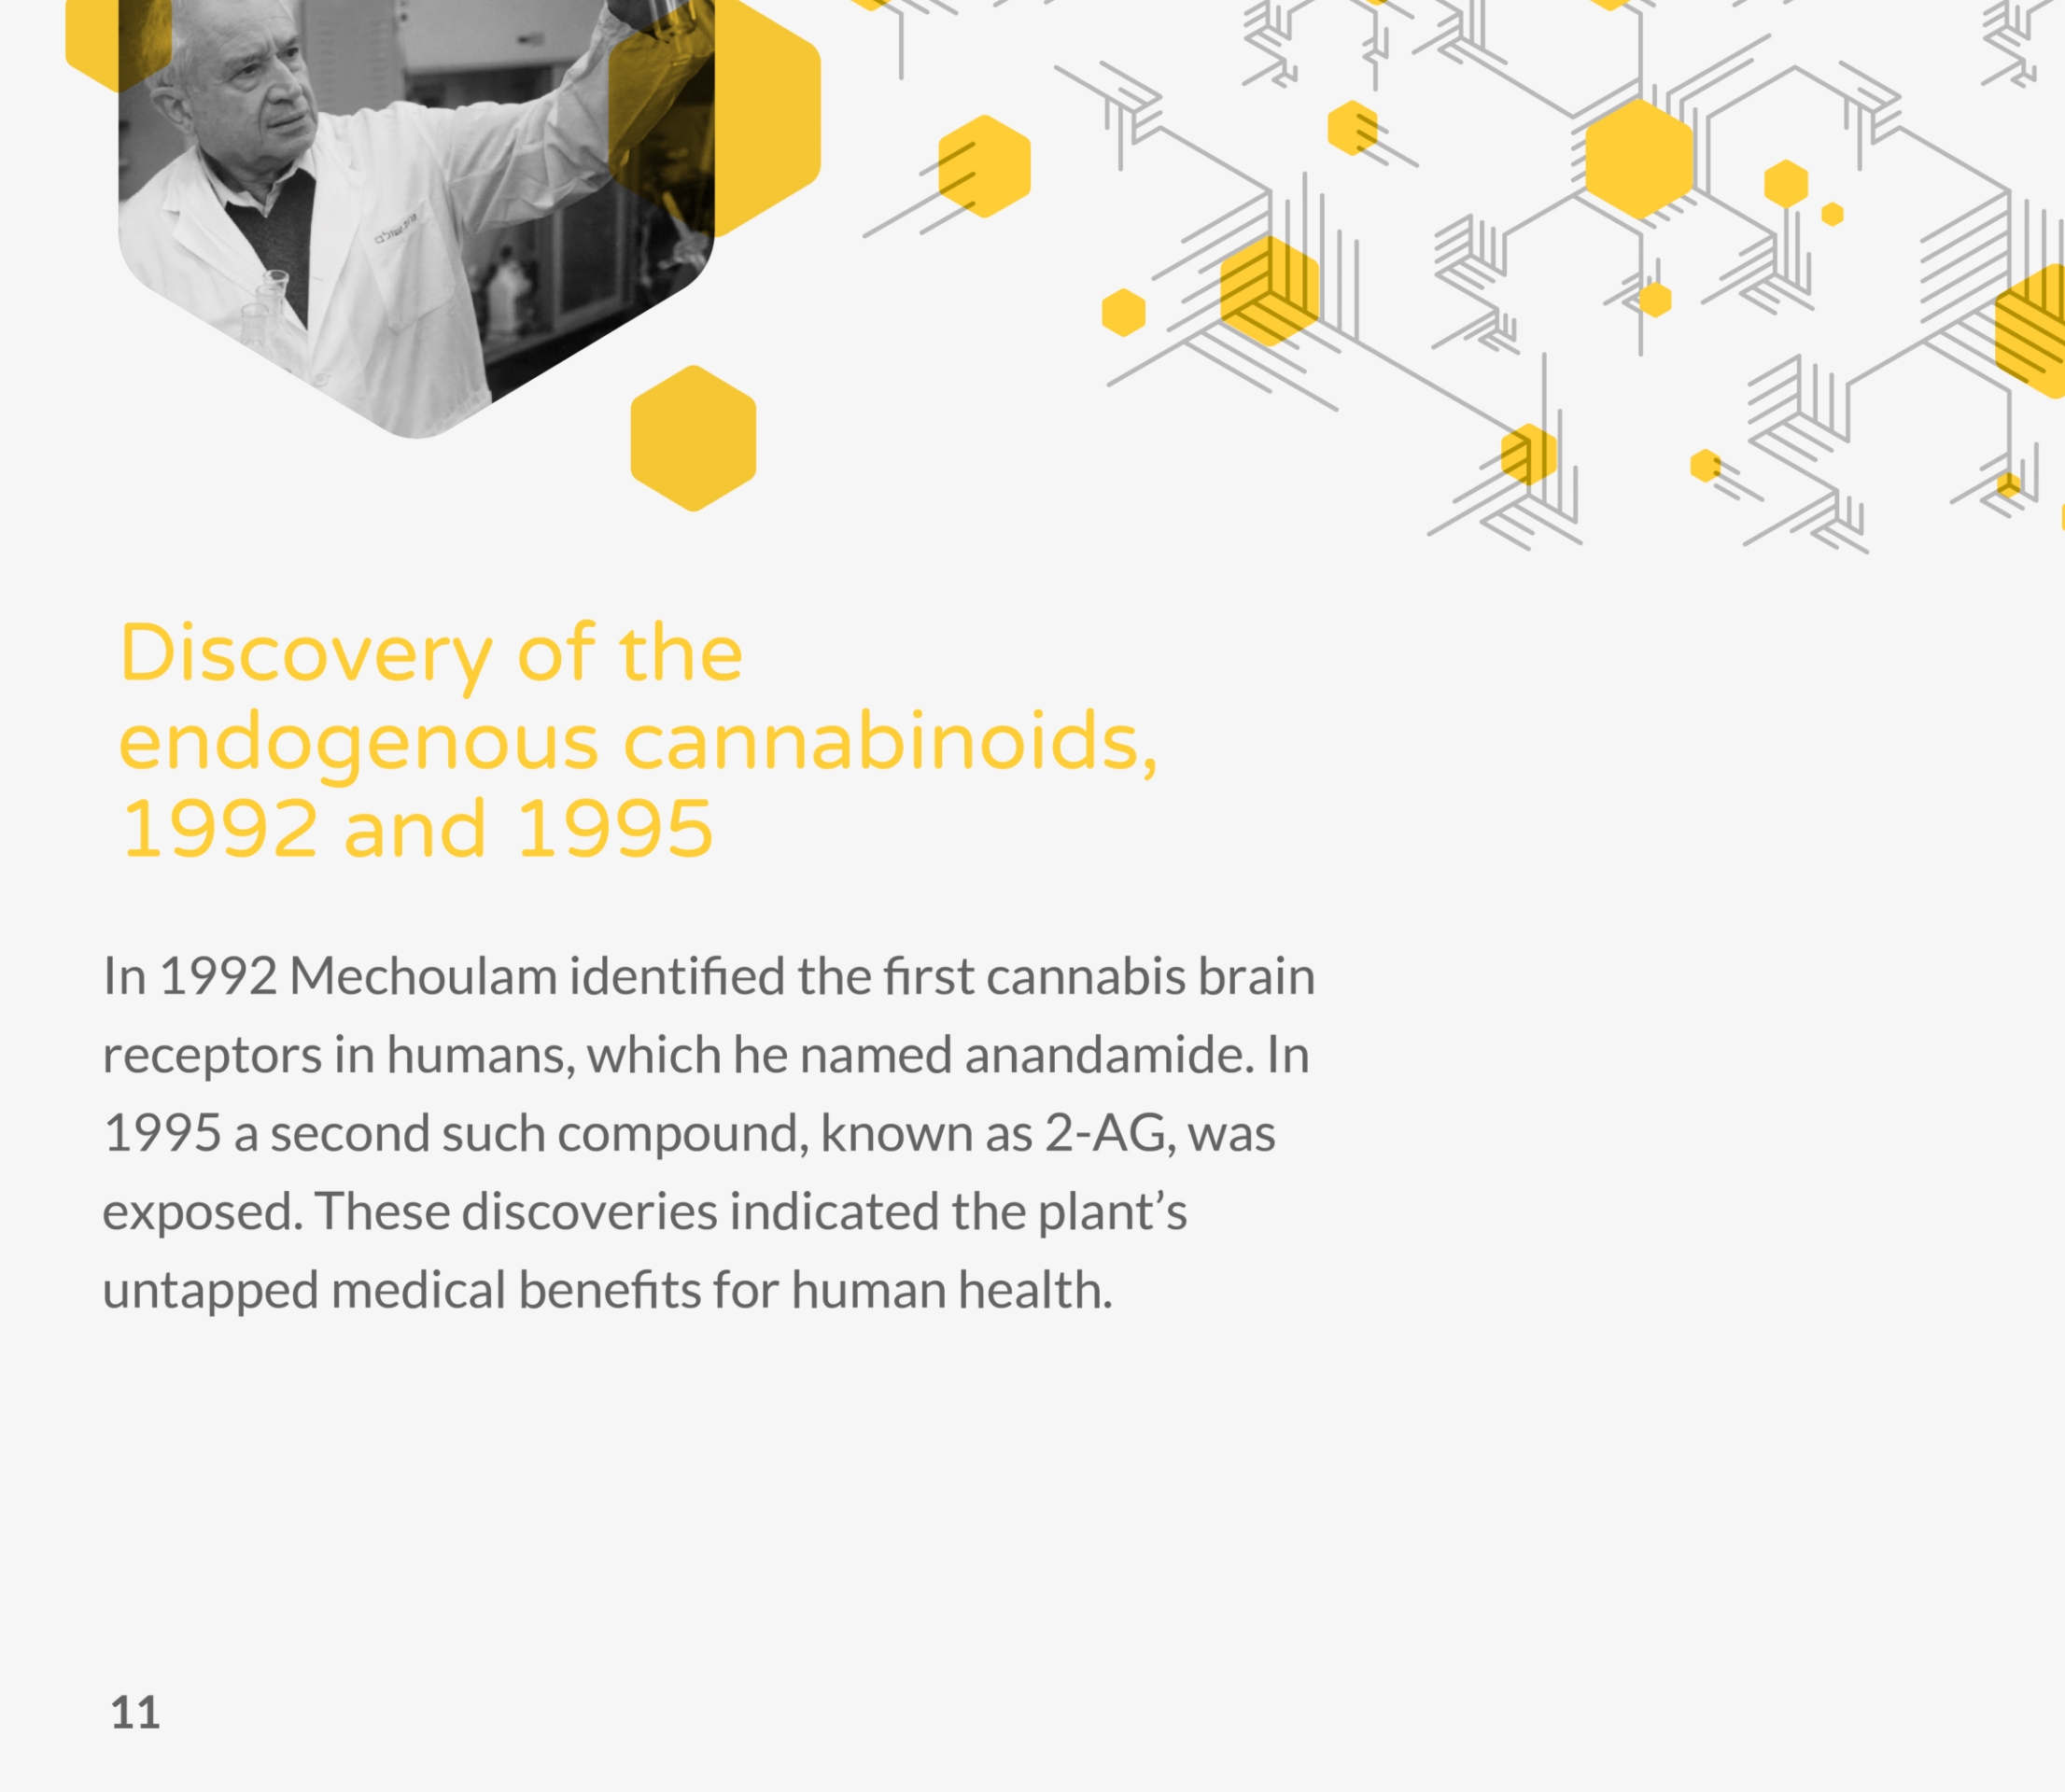 Discovery of the
endogenous cannabinoids,
1992 and 1995
In 1992 Mechoulam identified the first cannabis brain
receptors in humans, which he named anandamide. In
1995 a second such compound, known as 2-AG, was
exposed. These discoveries indicated the plant’s
untapped medical benefits for human health.
11